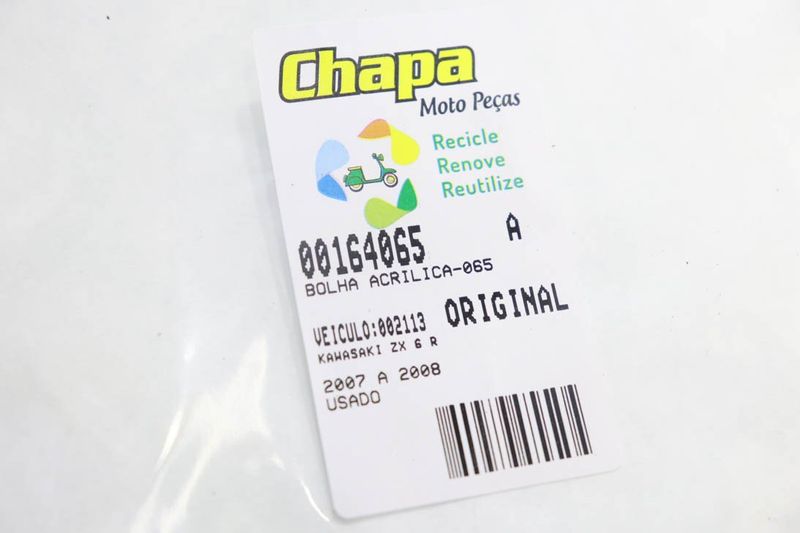 Chapa
Moto Peças
Recicle
Renove
Reutilize
00164065 A
BOLHA ACRILICA-065
VEICULO:002113 ORIGINAL
KAWASAKI ZX 6 R
2007 A 2008
USADO